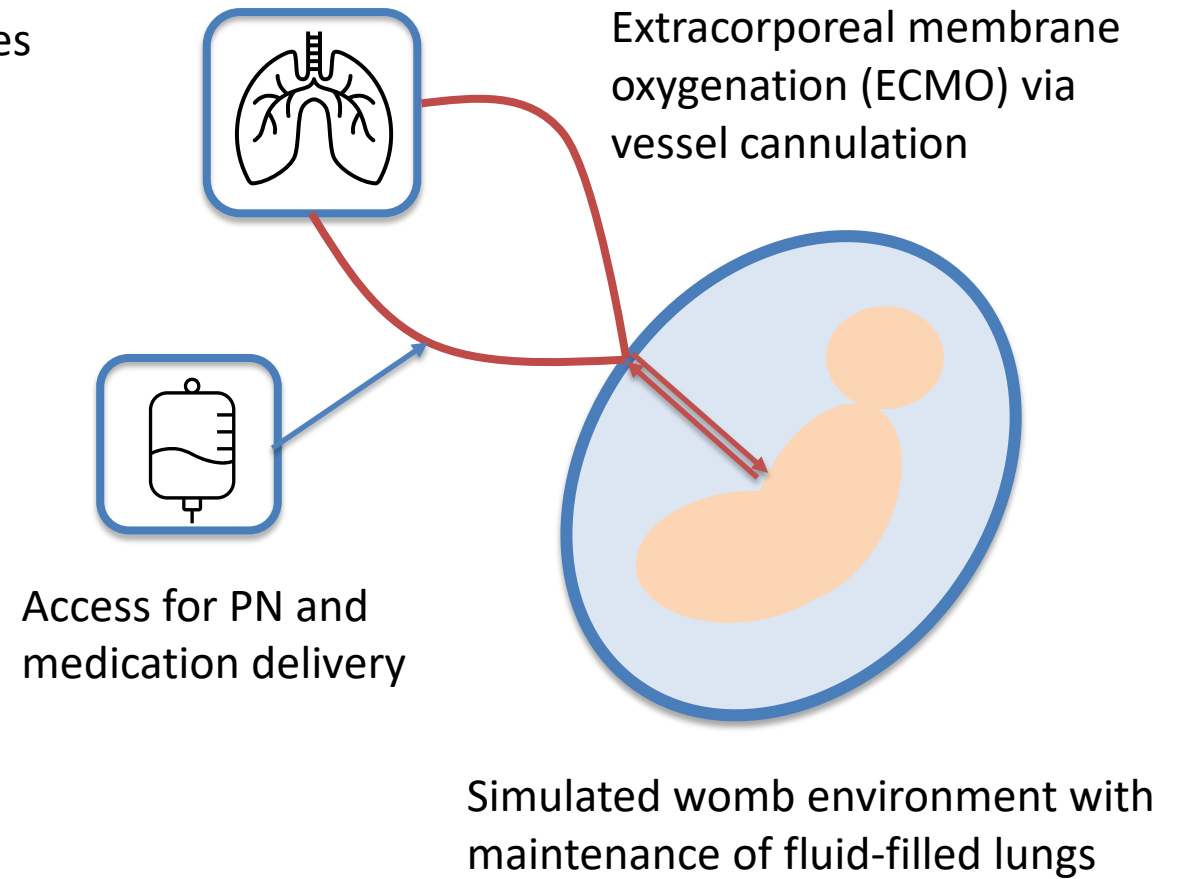 es
Extracorporeal membrane
oxygenation (ECMO) via
vessel cannulation
Access for PN and
medication delivery
Simulated womb environment with
maintenance of fluid-filled lungs